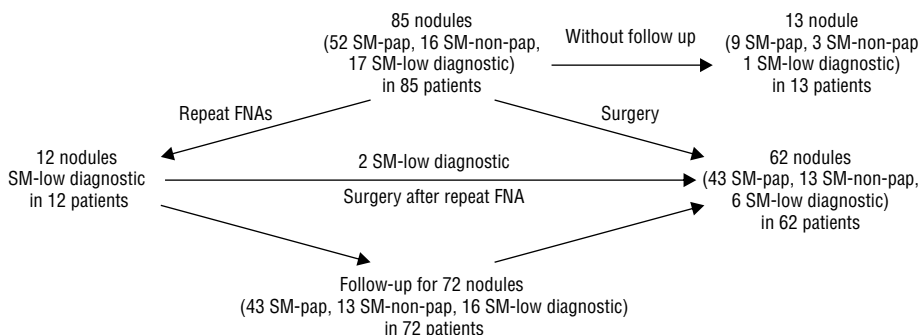 85 nodules
(52 SM-pap, 16 SM-non-pap,
17 SM-low diagnostic)
in 85 patients
Without follow up
13 nodule
(9 SM-pap, 3 SM-non-pap
1 SM-low diagnostic)
in 13 patients
Repeat FNAs
Surgery
12 nodules
SM-low diagnostic
in 12 patients
2 SM-low diagnostic
Surgery after repeat FNA
62 nodules
(43 SM-pap, 13 SM-non-pap,
6 SM-low diagnostic)
in 62 patients
Follow-up for 72 nodules
(43 SM-pap, 13 SM-non-pap, 16 SM-low diagnostic)
in 72 patients